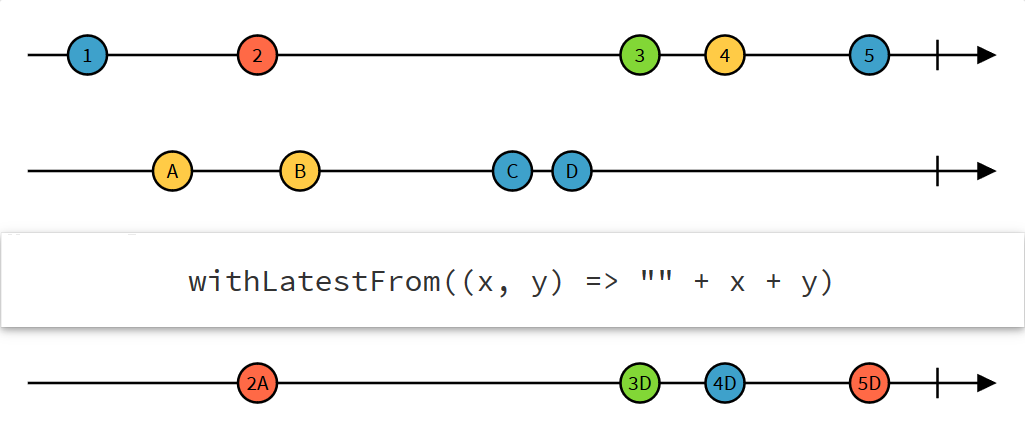 1 2 3 4 5
A B C D
withLatestFrom((x, y) => "" + x + y)
2A 3D 4D 5D